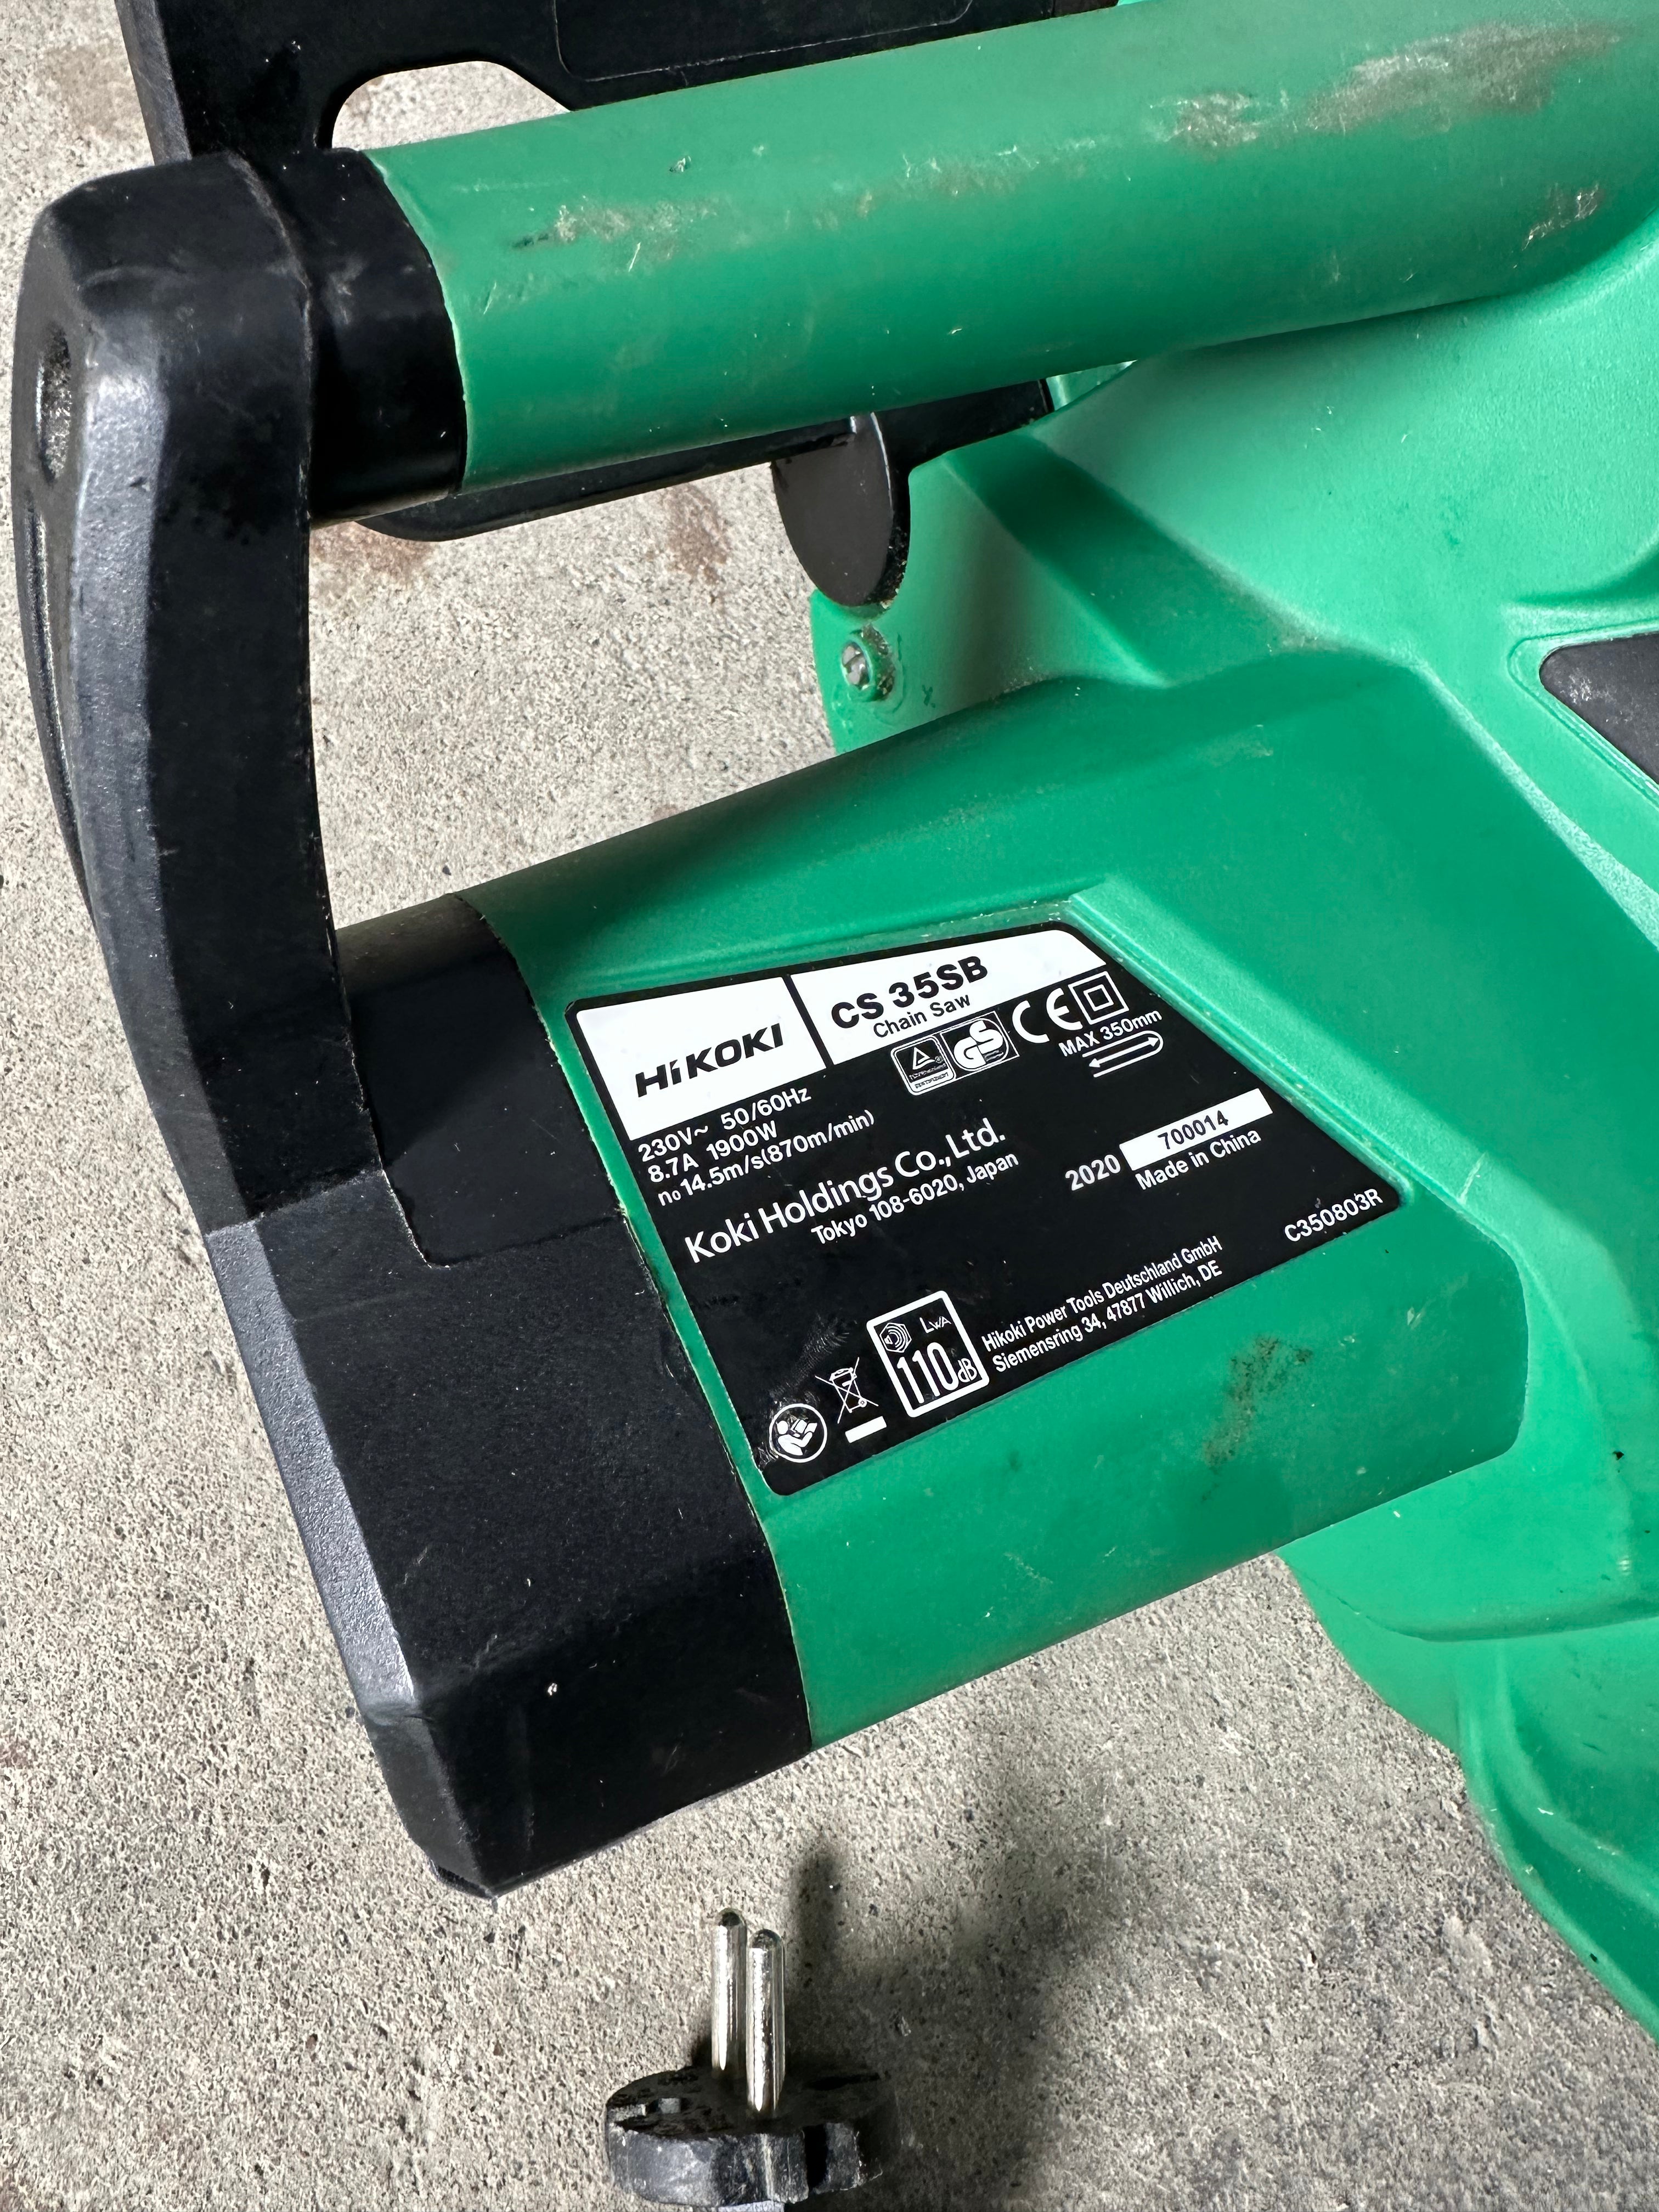 HiKOKI
CS 35SB
Chain Saw
GS
CE
MAX 350mm
230V~ 50/60Hz
8.7A 1900W
n₀ 14.5m/s(870m/min)
Koki Holdings Co., Ltd.
Tokyo 108-6020, Japan
2020 700014
Made in China
C350803R
LWA
110dB
Hikoki Power Tools Deutschland GmbH
Siemensring 34, 47877 Willich, DE